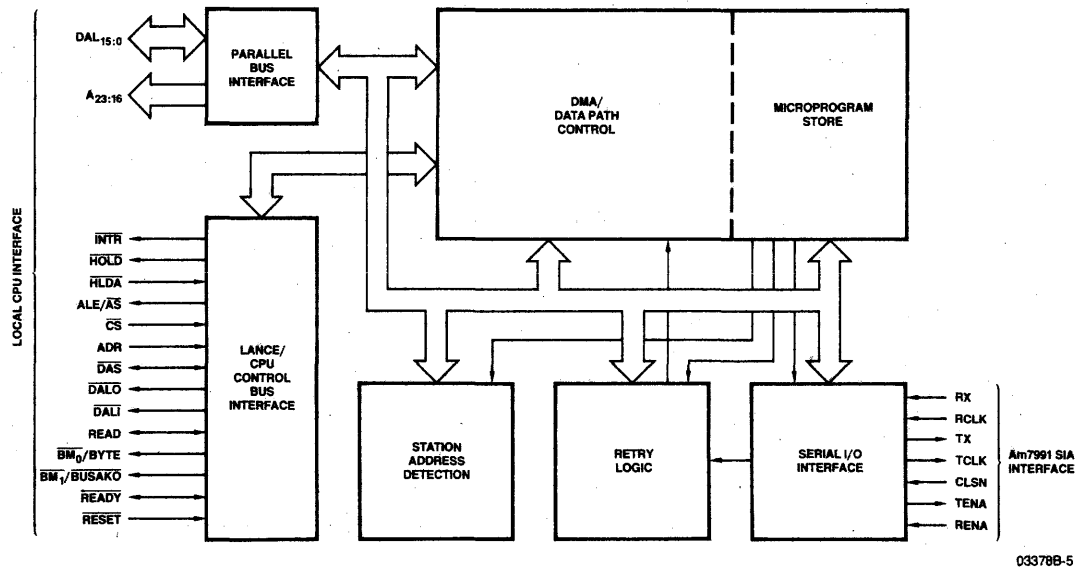 DAL15:0
A23:16
PARALLEL
BUS
INTERFACE
DMA/
DATA PATH
CONTROL
MICROPROGRAM
STORE
LOCAL CPU INTERFACE
INTR
HOLD
HLDA
ALE/AS
CS
ADR
DAS
DALO
DALI
READ
BM0/BYTE
BM1/BUSAKO
READY
RESET
LANCE/
CPU
CONTROL
BUS
INTERFACE
STATION
ADDRESS
DETECTION
RETRY
LOGIC
SERIAL I/O
INTERFACE
RX
RCLK
TX
TCLK
CLSN
TENA
RENA
Am7991 SIA
INTERFACE
03378B-5